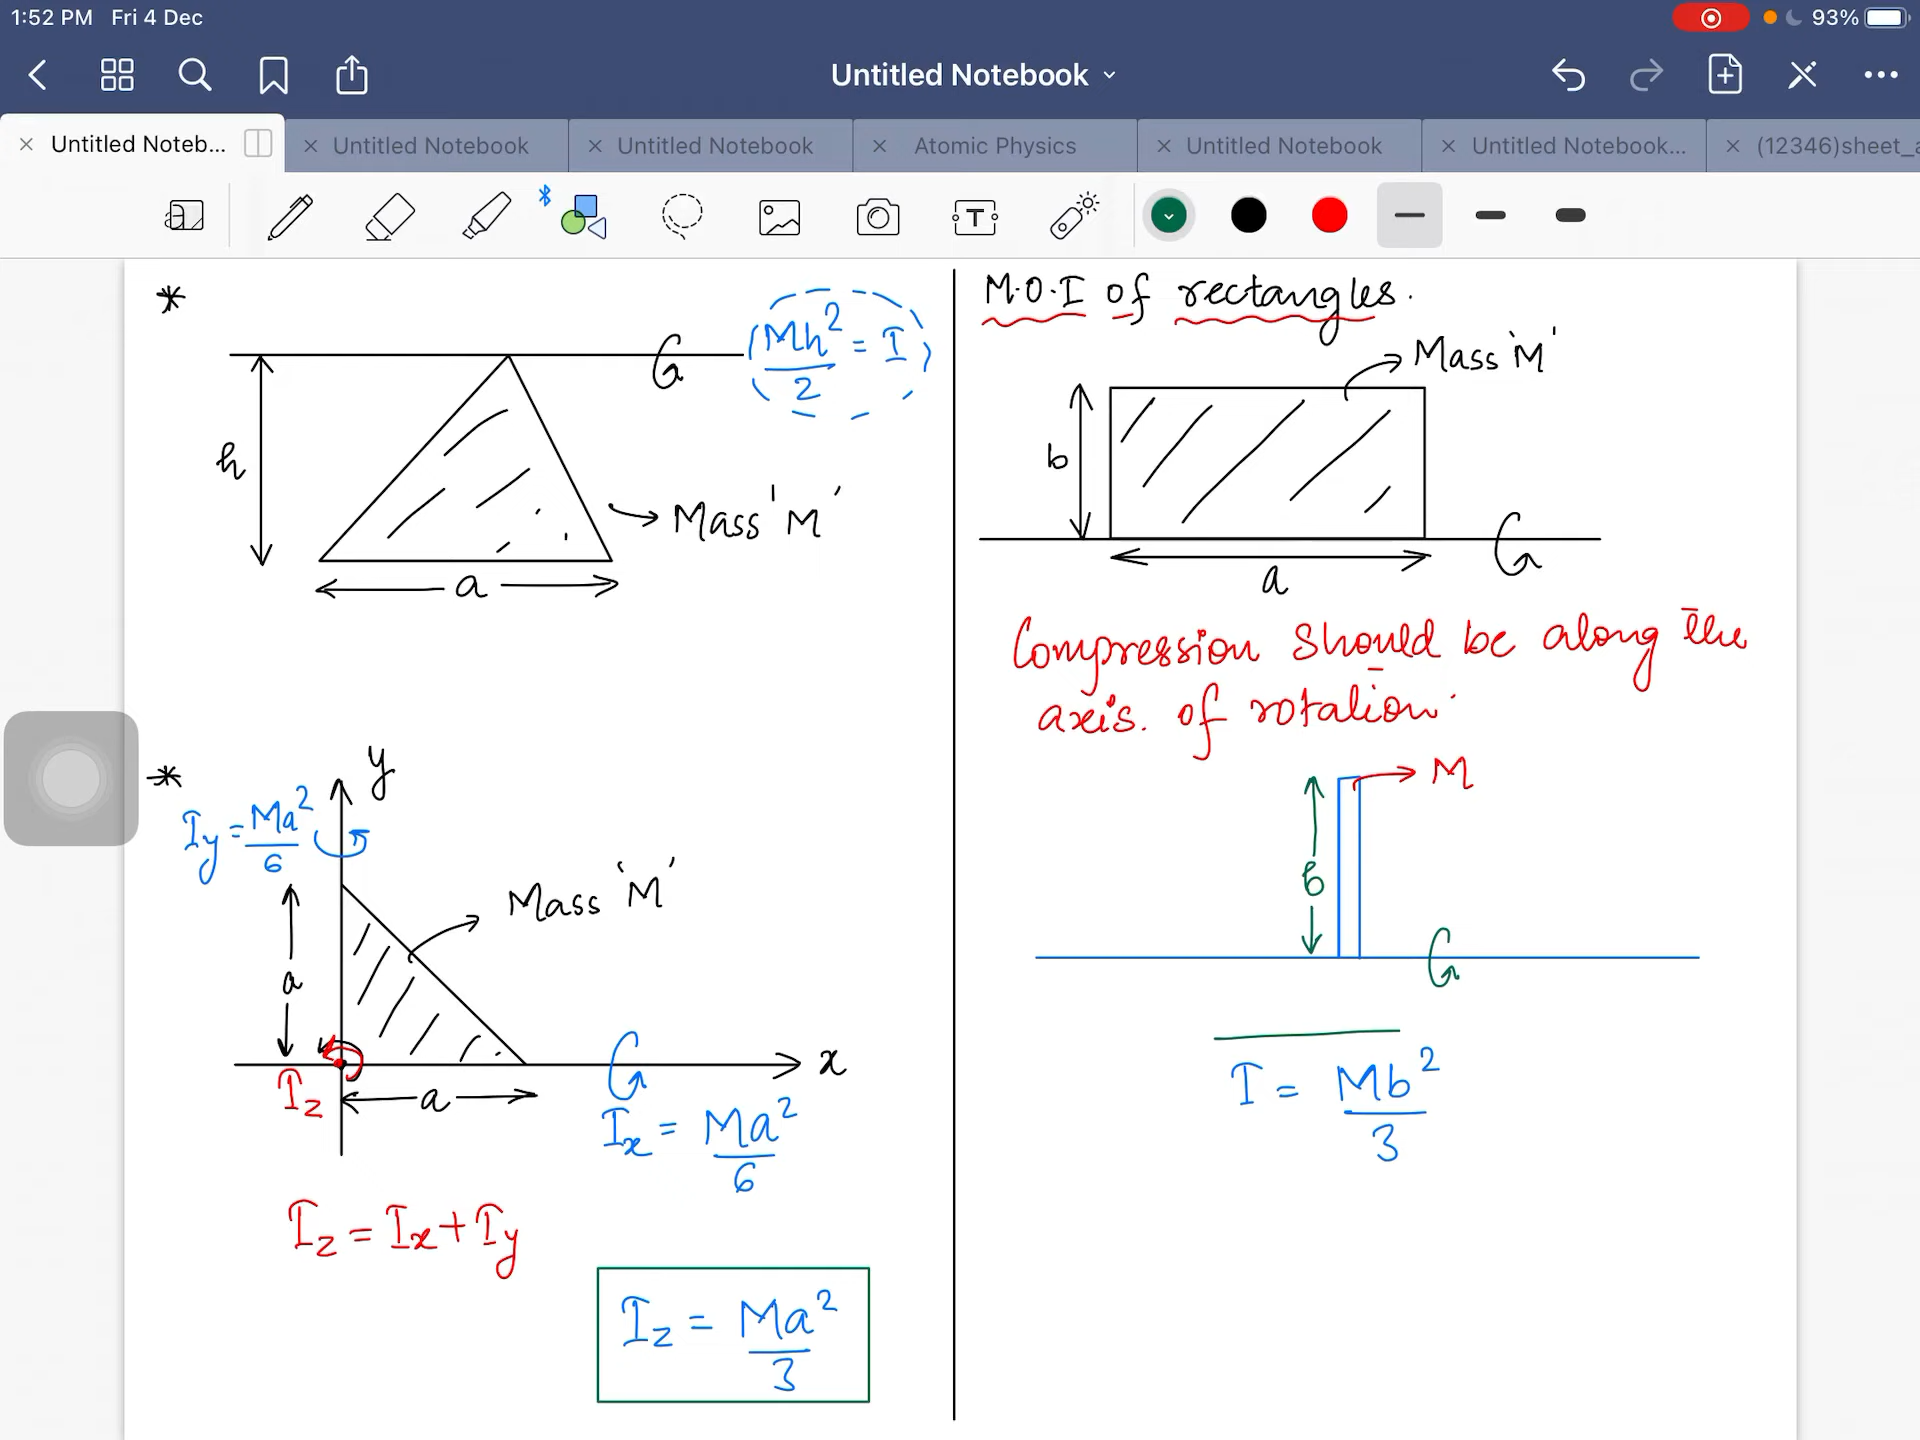 1:52 PM Fri 4 Dec
93%
Untitled Notebook
Untitled Noteb...
Untitled Notebook
Untitled Notebook
Atomic Physics
Untitled Notebook
Untitled Notebook...
(12346)sheet_a
*
Mh²/2 = I
h
Mass 'M'
a
*
y
Iy = Ma²/6
Mass 'M'
a
x
Iz
a
Ix = Ma²/6
Iz = Ix + Iy
Iz = Ma²/3
M.O.I of rectangles.
Mass 'M'
b
a
Compression should be along the
axis. of rotation.
M
b
I = Mb²/3